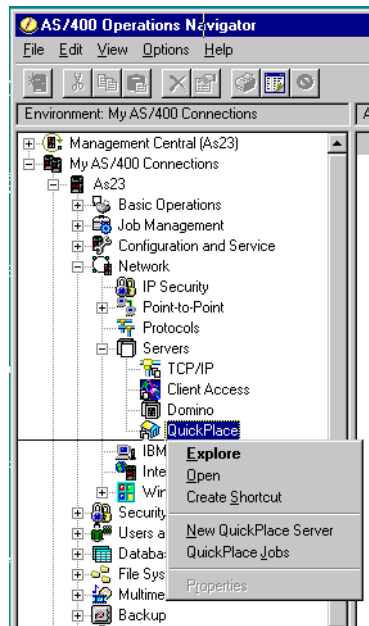 AS/400 Operations Navigator
File Edit View Options Help
Environment: My AS/400 Connections
Management Central (As23)
My AS/400 Connections
As23
Basic Operations
Job Management
Configuration and Service
Network
IP Security
Point-to-Point
Protocols
Servers
TCP/IP
Client Access
Domino
QuickPlace
IBM
Inte
Wir
Security
Users a
Databa
File Sys
Multime
Backup
Explore
Open
Create Shortcut
New QuickPlace Server
QuickPlace Jobs
Properties